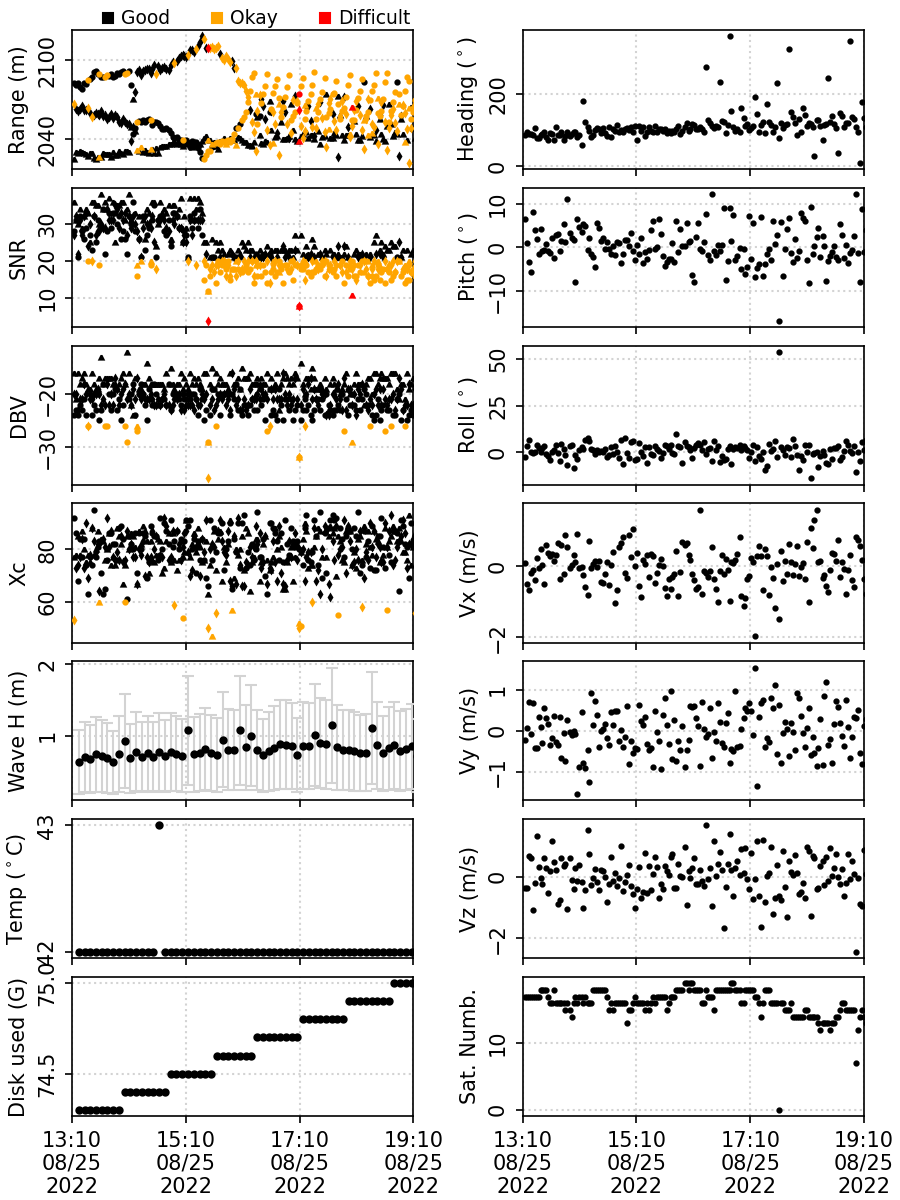 Good Okay Difficult
Range (m)
2100
2040
Heading (°)
200
0
SNR
30
20
10
Pitch (°)
10
0
−10
DBV
−20
−30
Roll (°)
50
25
0
Xc
80
60
Vx (m/s)
0
−2
Wave H (m)
2
1
Vy (m/s)
1
0
−1
Temp (°C)
43
42
Vz (m/s)
0
−2
Disk used (G)
75.0
74.5
Sat. Numb.
10
0
13:10 15:10 17:10 19:10 13:10 15:10 17:10 19:10
08/25 08/25 08/25 08/25 08/25 08/25 08/25 08/25
2022 2022 2022 2022 2022 2022 2022 2022